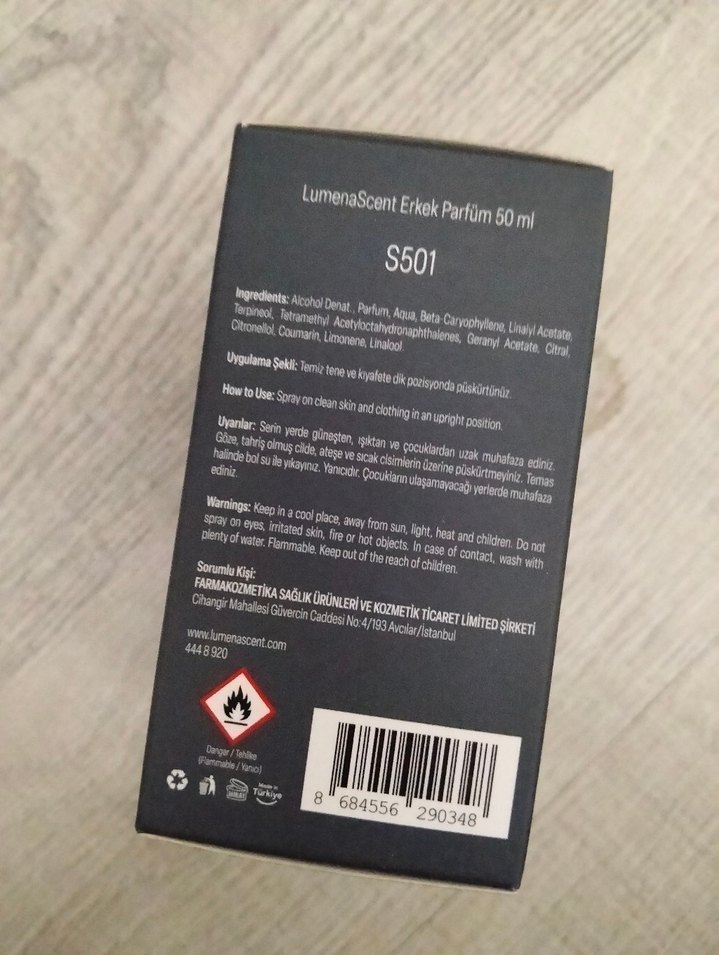 LumenaScent Erkek Parfüm 50 ml
S501
Ingredients: Alcohol Denat., Parfum, Aqua, Beta-Caryophyllene, Linalyl Acetate,
Terpineol, Tetramethyl Acetyloctahydronaphthalenes, Geranyl Acetate, Citral,
Citronellol, Coumarin, Limonene, Linalool.
Uygulama Şekli: Temiz tene ve kıyafete dik pozisyonda püskürtünüz.
How to Use: Spray on clean skin and clothing in an upright position.
Uyarılar: Serin yerde güneşten, ışıktan ve çocuklardan uzak muhafaza ediniz.
Göze, tahriş olmuş cilde, ateşe ve sıcak cisimlerin üzerine püskürtmeyiniz. Temas
halinde bol su ile yıkayınız. Yanıcıdır. Çocukların ulaşamayacağı yerlerde muhafaza
ediniz.
Warnings: Keep in a cool place, away from sun, light, heat and children. Do not
spray on eyes, irritated skin, fire or hot objects. In case of contact, wash with
plenty of water. Flammable. Keep out of the reach of children.
Sorumlu Kişi:
FARMAKOZMETIKA SAĞLIK ÜRÜNLERİ VE KOZMETİK TİCARET LİMİTED ŞİRKETİ
Cihangir Mahallesi Güvercin Caddesi No:4/193 Avcılar/İstanbul
www.lumenascent.com
444 8 920
Danger / Tehlike
(Flammable / Yanıcı)
Made in
Türkiye
8 684556 290348